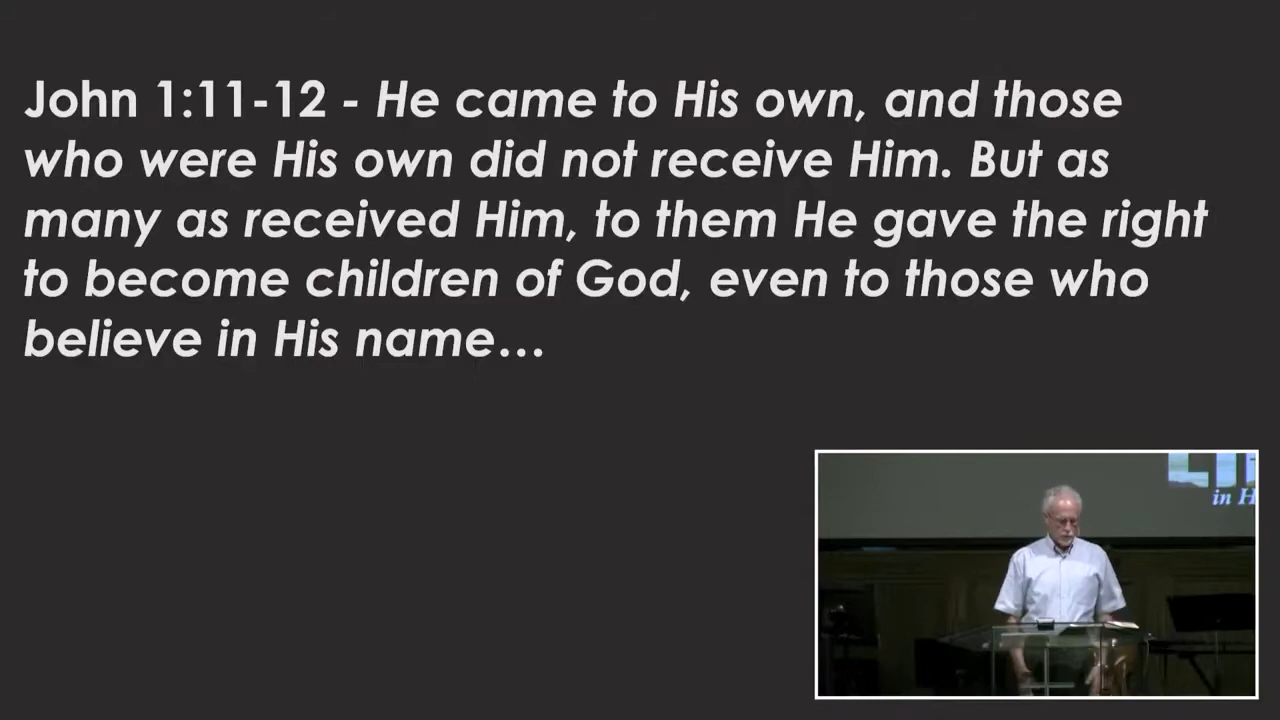 John 1:11-12 - He came to His own, and those
who were His own did not receive Him. But as
many as received Him, to them He gave the right
to become children of God, even to those who
believe in His name...
in H